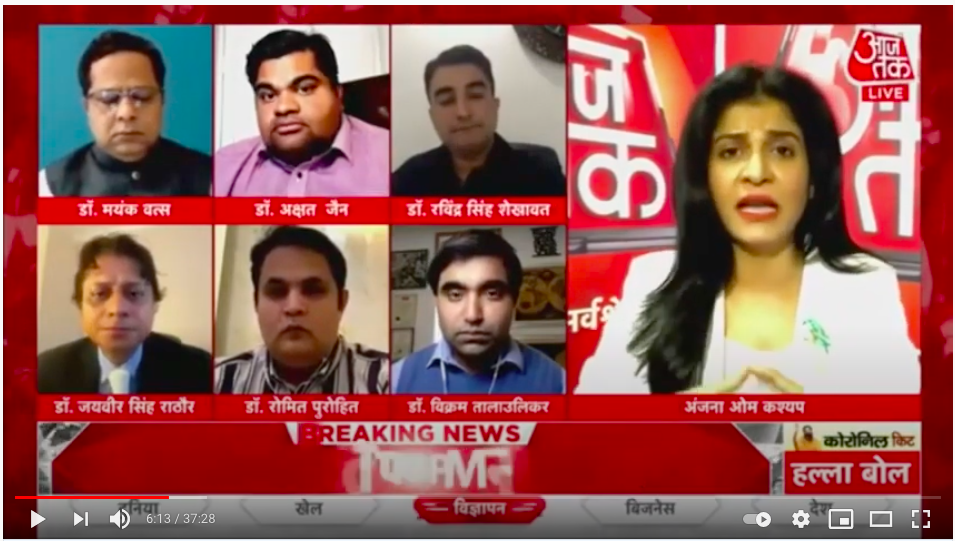 आज तक
LIVE
डॉ. मयंक वत्स
डॉ. अक्षत जैन
डॉ. रविंद्र सिंह शेखावत
डॉ. जयवीर सिंह राठौर
डॉ. रोमित पुरोहित
डॉ. विक्रम तालाउलिकर
अंजना ओम कश्यप
BREAKING NEWS
कोरोनिल किट
हल्ला बोल
खेल
विज्ञापन
बिजनेस
6:13 / 37:28